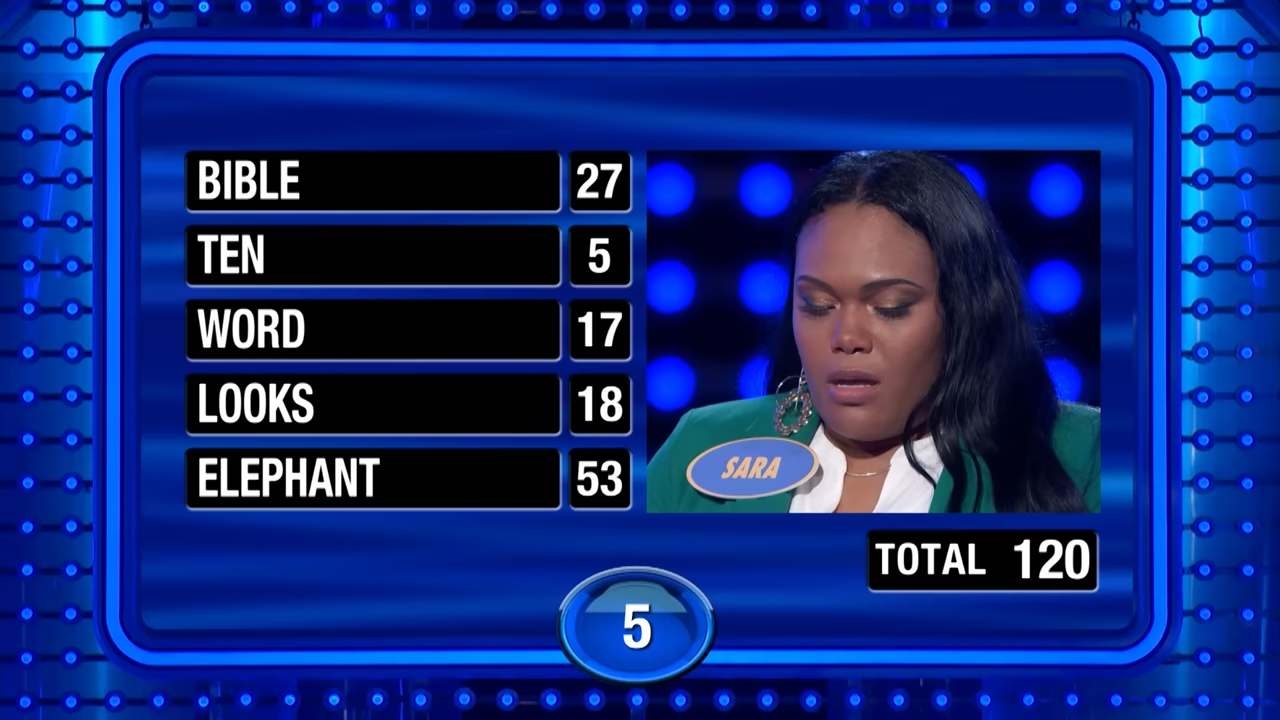 BIBLE 27
TEN 5
WORD 17
LOOKS 18
ELEPHANT 53
SARA
TOTAL 120
5